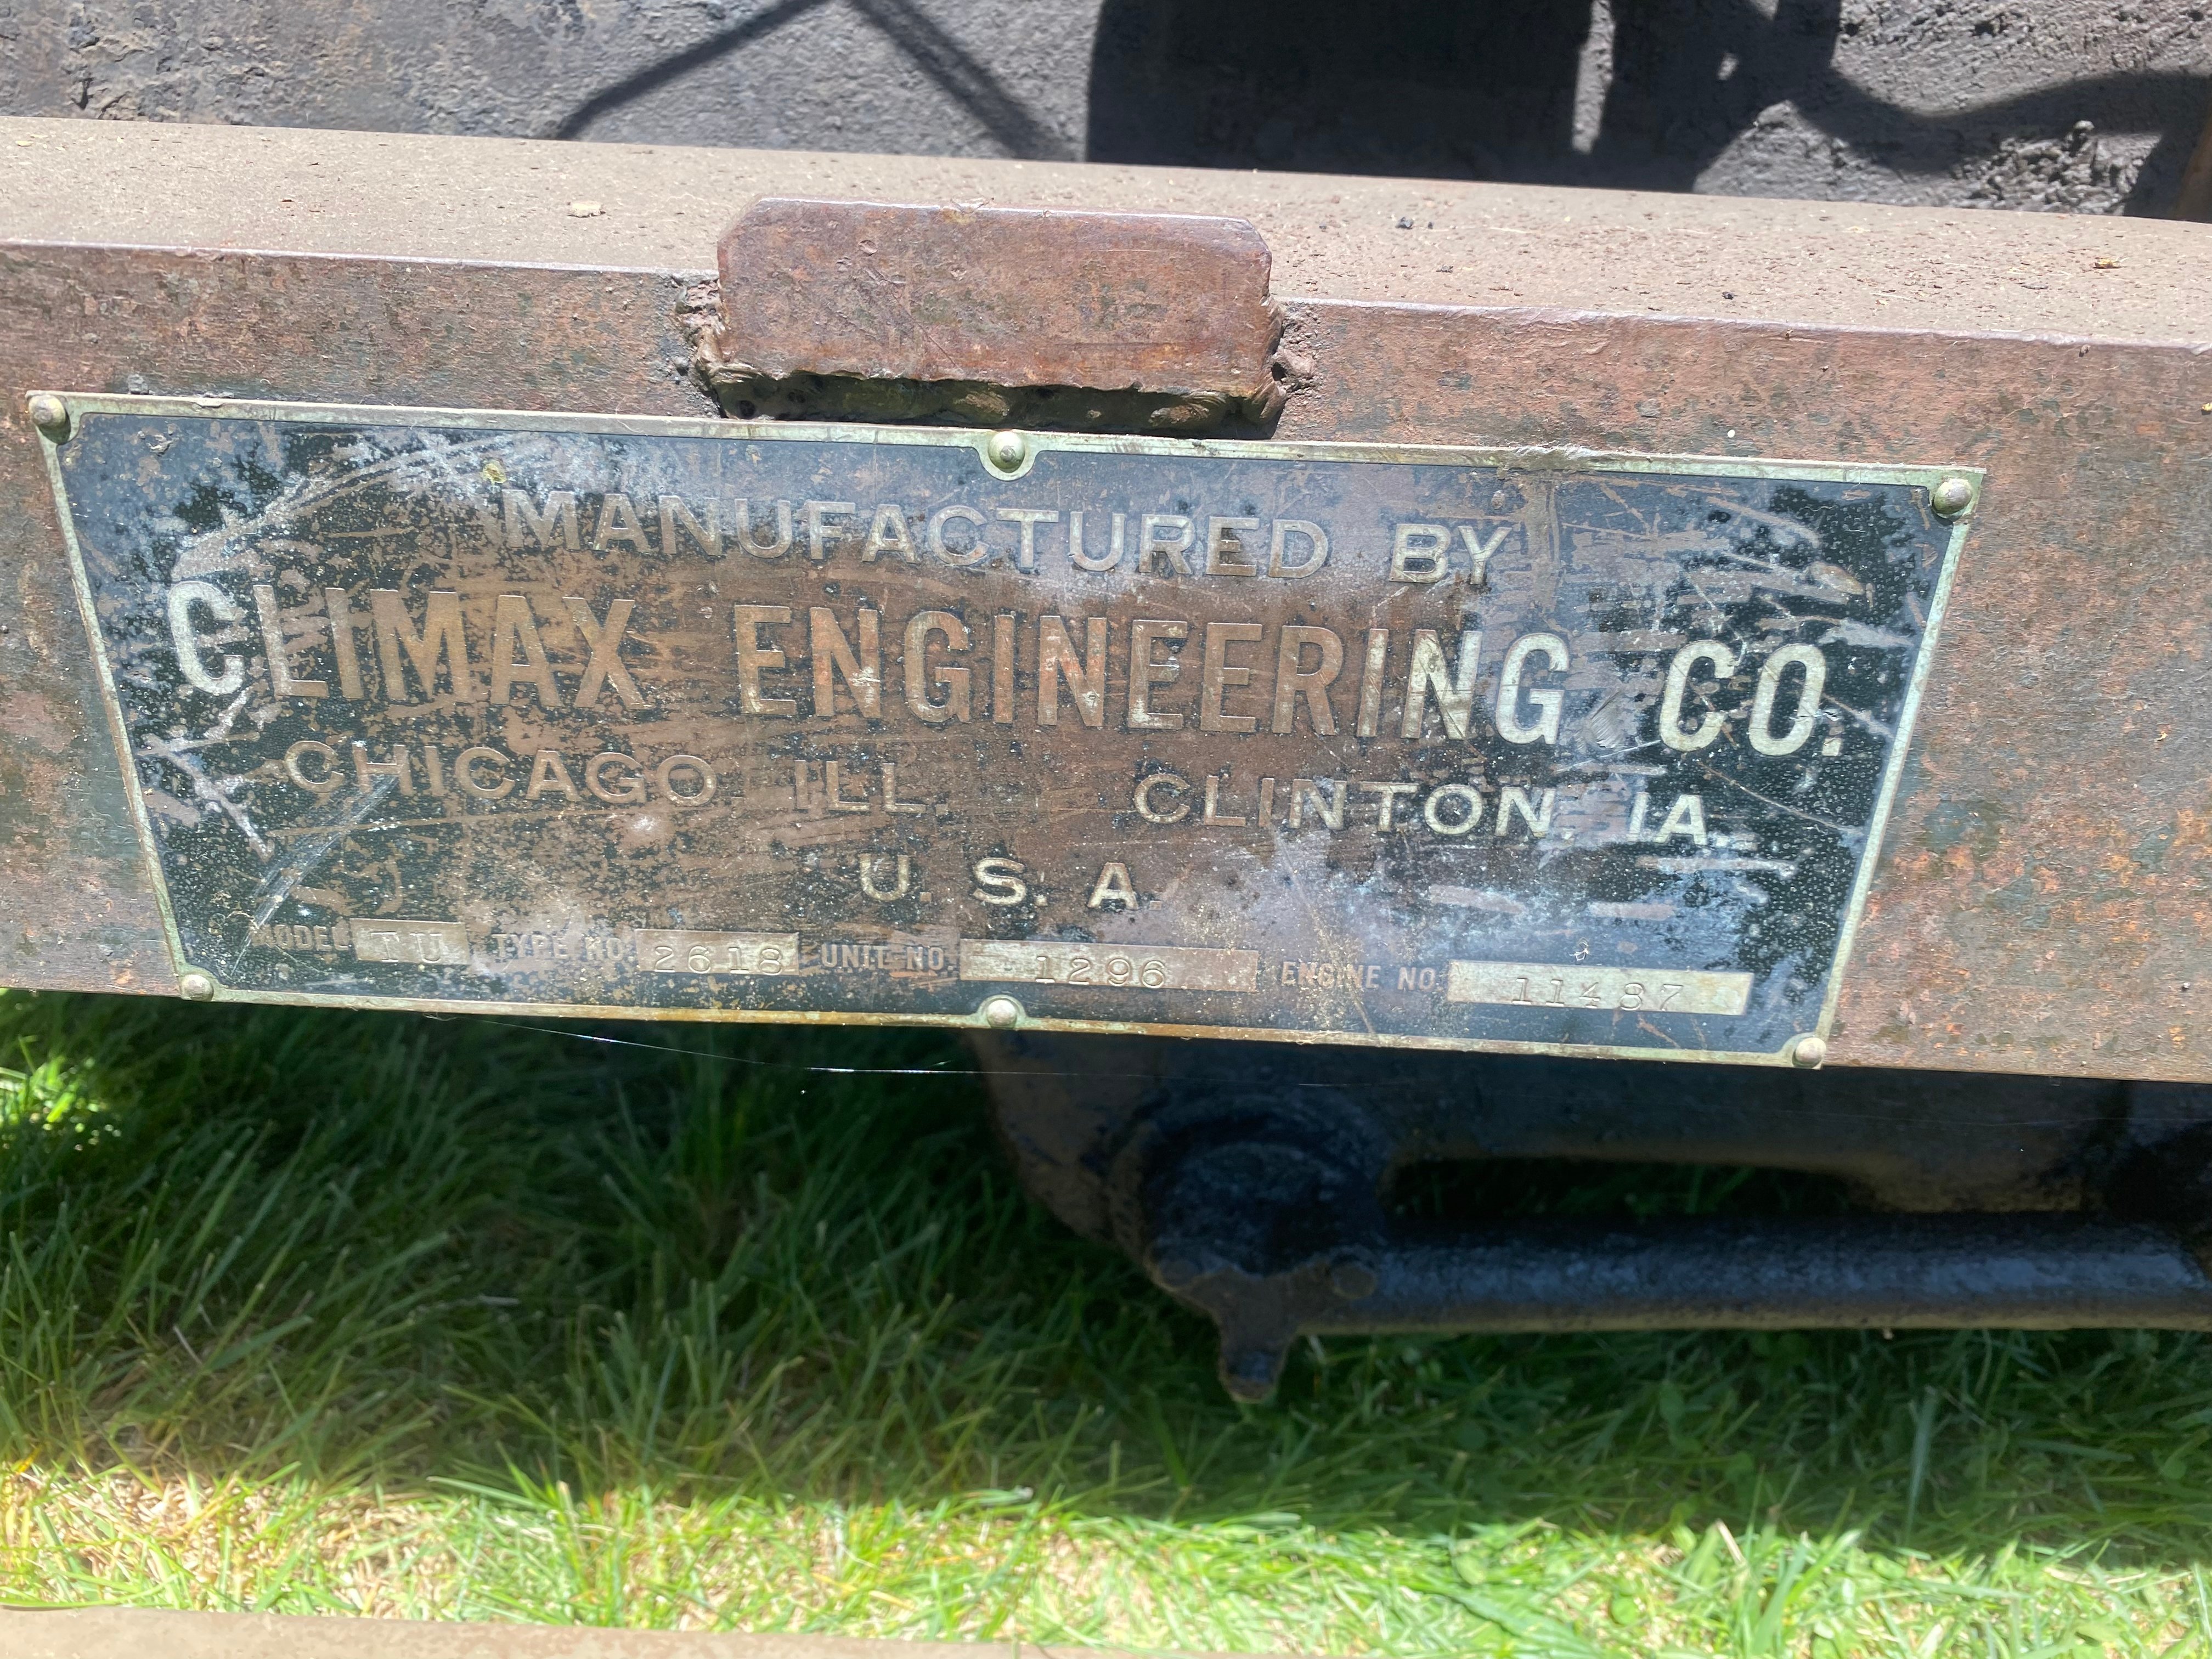 MANUFACTURED BY
CLIMAX ENGINEERING CO.
CHICAGO ILL. CLINTON, IA.
U. S. A.
MODEL TU TYPE NO. 2618 UNIT NO. 1296 ENGINE NO. 11487